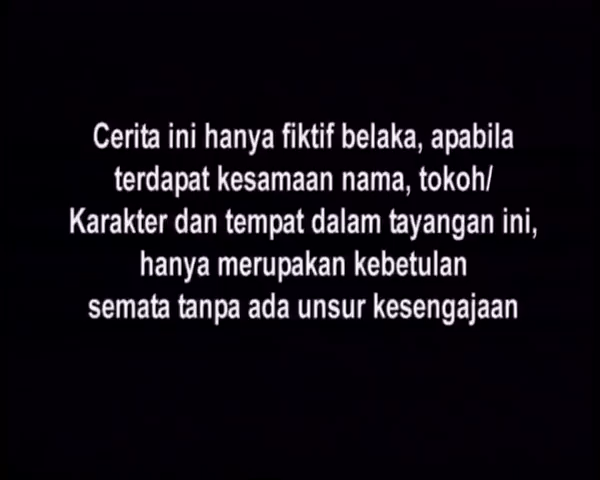 Cerita ini hanya fiktif belaka, apabila
terdapat kesamaan nama, tokoh/
Karakter dan tempat dalam tayangan ini,
hanya merupakan kebetulan
semata tanpa ada unsur kesengajaan